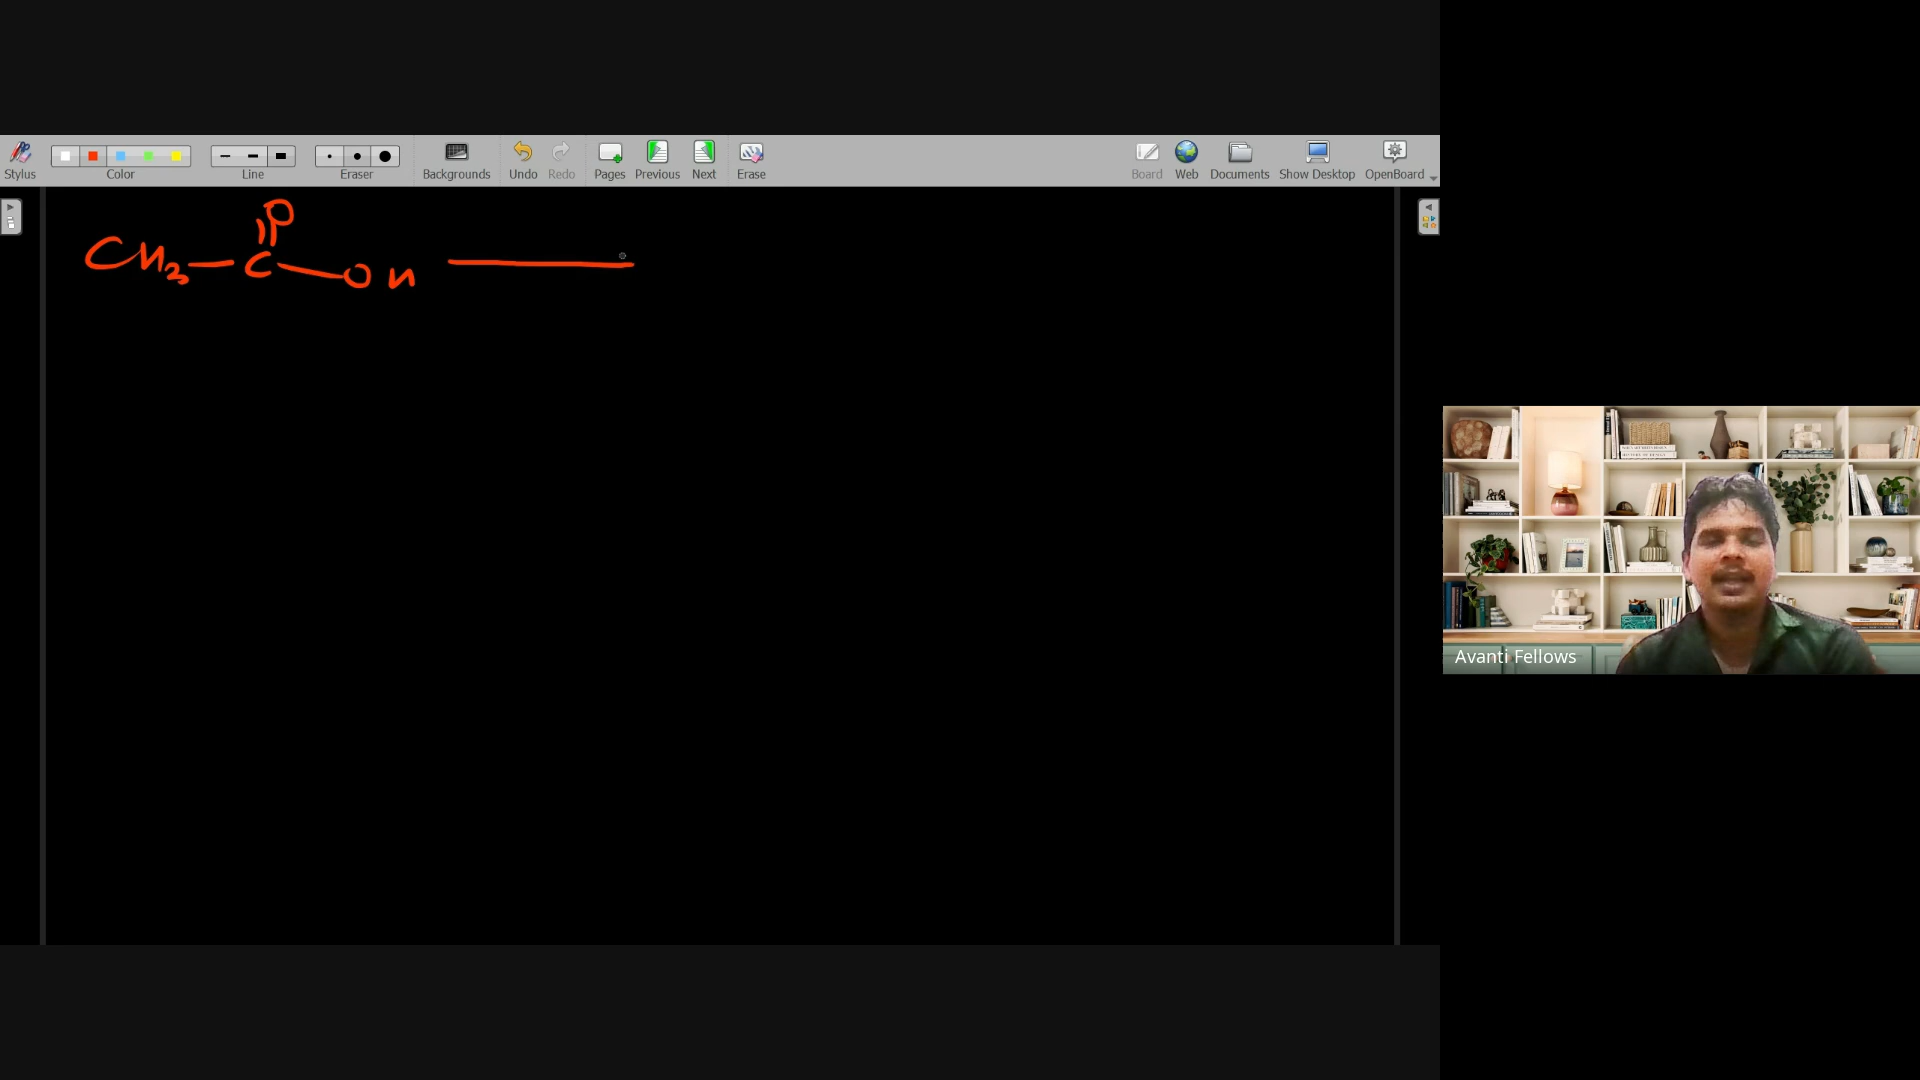 Stylus Color Line Eraser Backgrounds Undo Redo Pages Previous Next Erase Board Web Documents Show Desktop OpenBoard
O
CH3 — C — OH
Avanti Fellows